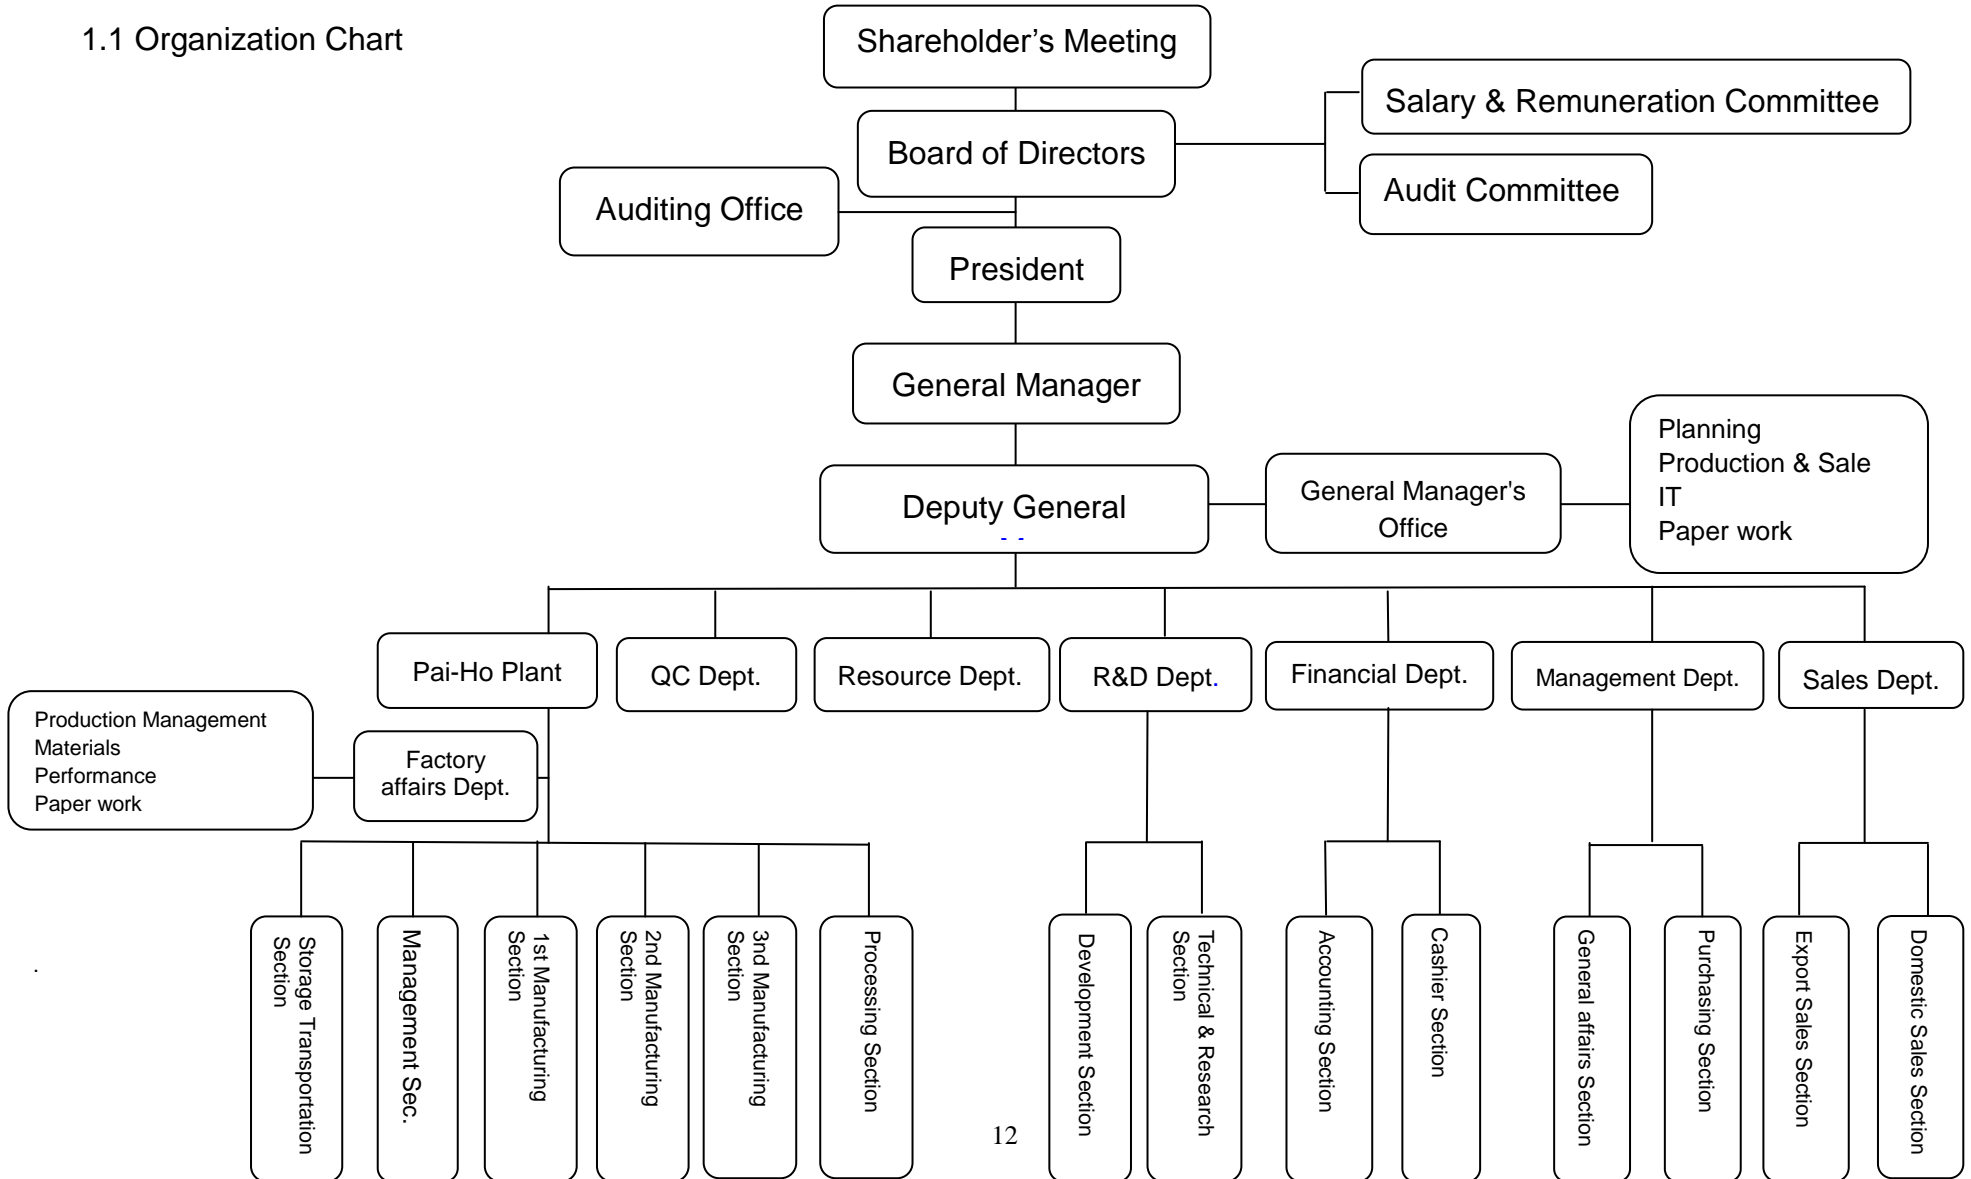 1.1 Organization Chart
Shareholder’s Meeting
Salary & Remuneration Committee
Board of Directors
Audit Committee
Auditing Office
President
General Manager
Planning
Production & Sale
IT
Paper work
General Manager's
Office
Deputy General
Pai-Ho Plant
QC Dept.
Resource Dept.
R&D Dept.
Financial Dept.
Management Dept.
Sales Dept.
Production Management
Materials
Performance
Paper work
Factory
affairs Dept.
Storage Transportation
Section
Management Sec.
1st Manufacturing
Section
2nd Manufacturing
Section
3nd Manufacturing
Section
Processing Section
Development Section
Technical & Research
Section
Accounting Section
Cashier Section
General affairs Section
Purchasing Section
Export Sales Section
Domestic Sales Section
.
12